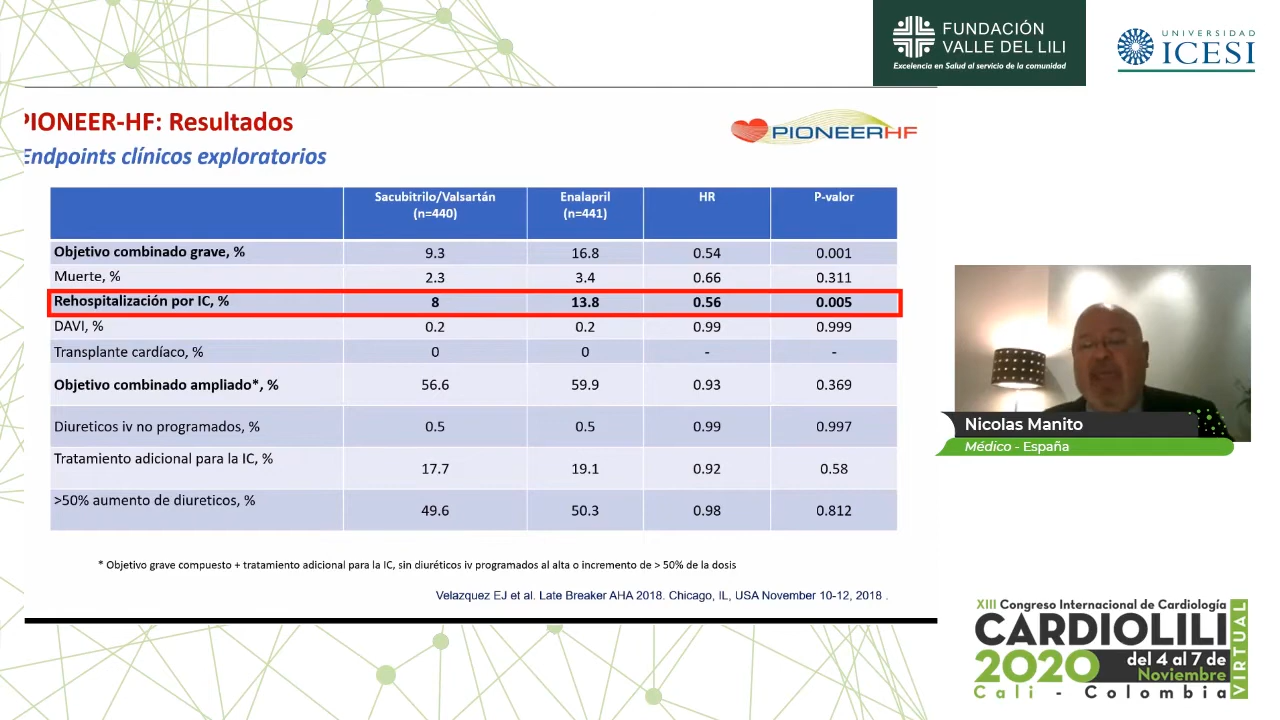 FUNDACIÓN
VALLE DEL LILI
Excelencia en Salud al servicio de la comunidad
UNIVERSIDAD
ICESI
PIONEER-HF: Resultados
Endpoints clínicos exploratorios
PIONEERHF
Sacubitrilo/Valsartán (n=440) Enalapril (n=441) HR P-valor
Objetivo combinado grave, % 9.3 16.8 0.54 0.001
Muerte, % 2.3 3.4 0.66 0.311
Rehospitalización por IC, % 8 13.8 0.56 0.005
DAVI, % 0.2 0.2 0.99 0.999
Transplante cardíaco, % 0 0 - -
Objetivo combinado ampliado*, % 56.6 59.9 0.93 0.369
Diureticos iv no programados, % 0.5 0.5 0.99 0.997
Tratamiento adicional para la IC, % 17.7 19.1 0.92 0.58
>50% aumento de diureticos, % 49.6 50.3 0.98 0.812
* Objetivo grave compuesto + tratamiento adicional para la IC, sin diuréticos iv programados al alta o incremento de > 50% de la dosis
Velazquez EJ et al. Late Breaker AHA 2018. Chicago, IL, USA November 10-12, 2018 .
Nicolas Manito
Médico - España
XIII Congreso Internacional de Cardiología
CARDIOLILI
2020 del 4 al 7 de
Noviembre
Cali - Colombia
VIRTUAL